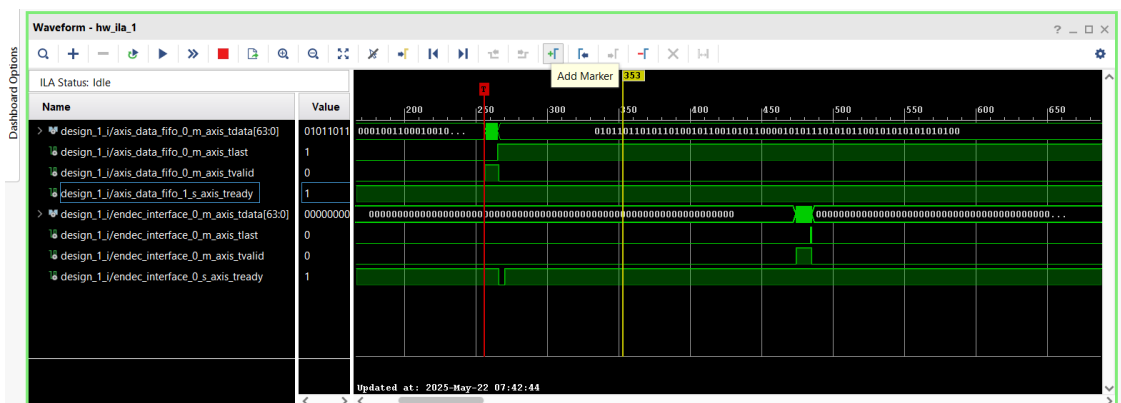 Waveform - hw_ila_1
Dashboard Options
ILA Status: Idle
Add Marker
353
T
Name Value
200 250 300 350 400 450 500 550 600 650
design_1_i/axis_data_fifo_0_m_axis_tdata[63:0] 01011011 0001001100010010...
design_1_i/axis_data_fifo_0_m_axis_tlast 1
design_1_i/axis_data_fifo_0_m_axis_tvalid 0
design_1_i/axis_data_fifo_1_s_axis_tready 1
design_1_i/endec_interface_0_m_axis_tdata[63:0] 00000000
design_1_i/endec_interface_0_m_axis_tlast 0
design_1_i/endec_interface_0_m_axis_tvalid 0
design_1_i/endec_interface_0_s_axis_tready 1
Updated at: 2025-May-22 07:42:44